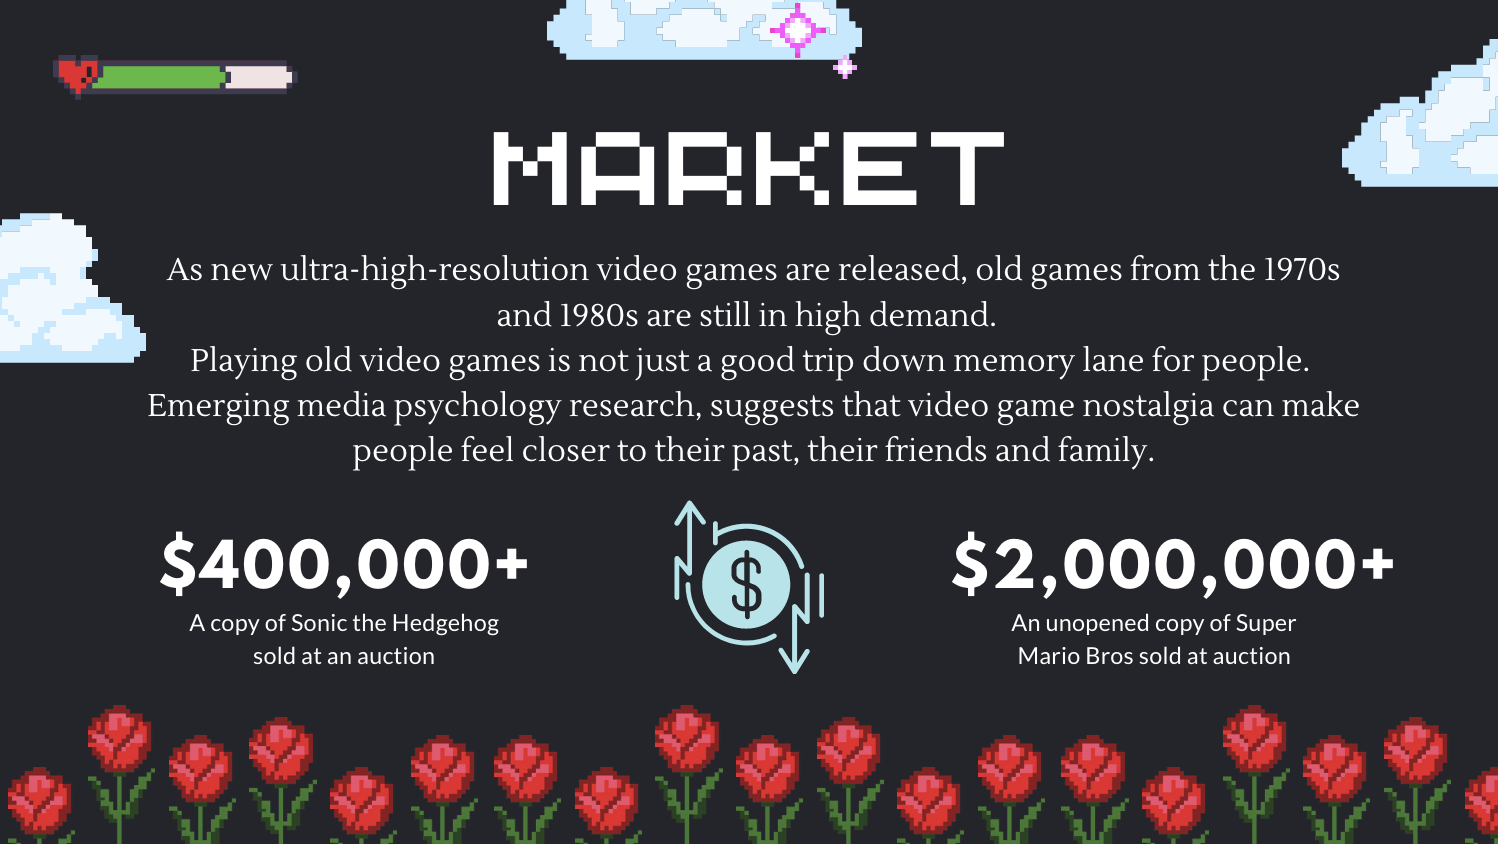 MARKET
As new ultra-high-resolution video games are released, old games from the 1970s
and 1980s are still in high demand.
Playing old video games is not just a good trip down memory lane for people.
Emerging media psychology research, suggests that video game nostalgia can make
people feel closer to their past, their friends and family.
$400,000+
A copy of Sonic the Hedgehog
sold at an auction
$
$2,000,000+
An unopened copy of Super
Mario Bros sold at auction